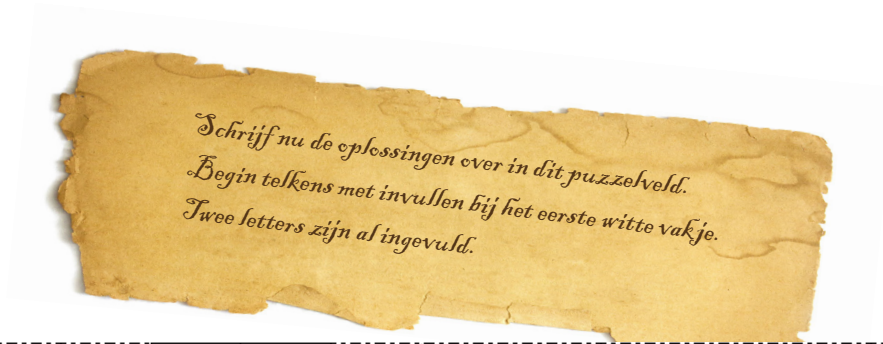 Schrijf nu de oplossingen over in dit puzzelveld.
Begin telkens met invullen bij het eerste witte vakje.
Twee letters zijn al ingevuld.